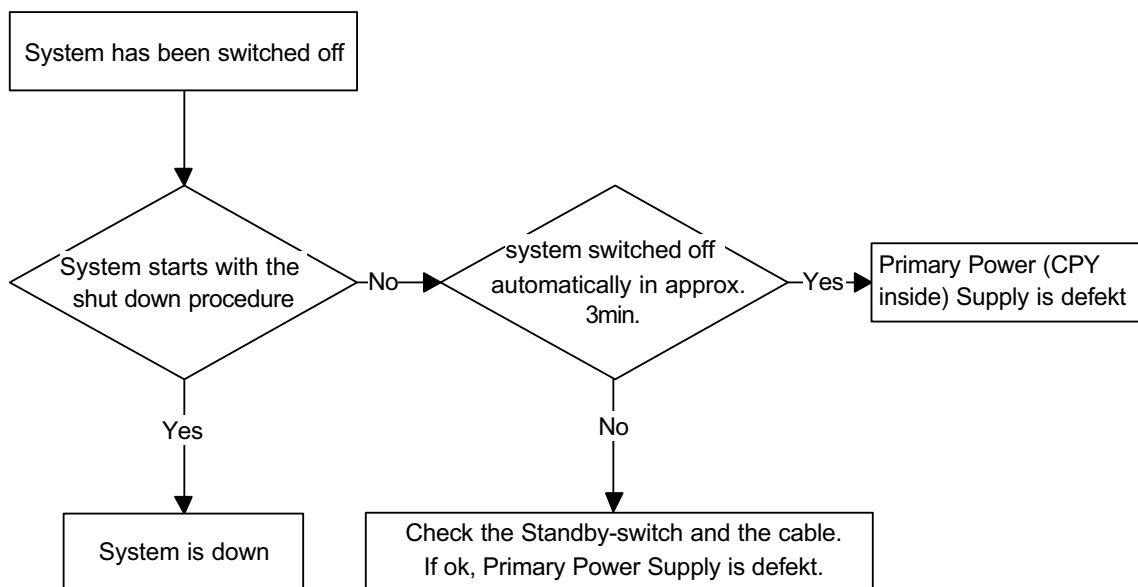 System has been switched off
System starts with the
shut down procedure
No
system switched off
automatically in approx.
3min.
Yes
Primary Power (CPY
inside) Supply is defekt
Yes
No
System is down
Check the Standby-switch and the cable.
If ok, Primary Power Supply is defekt.